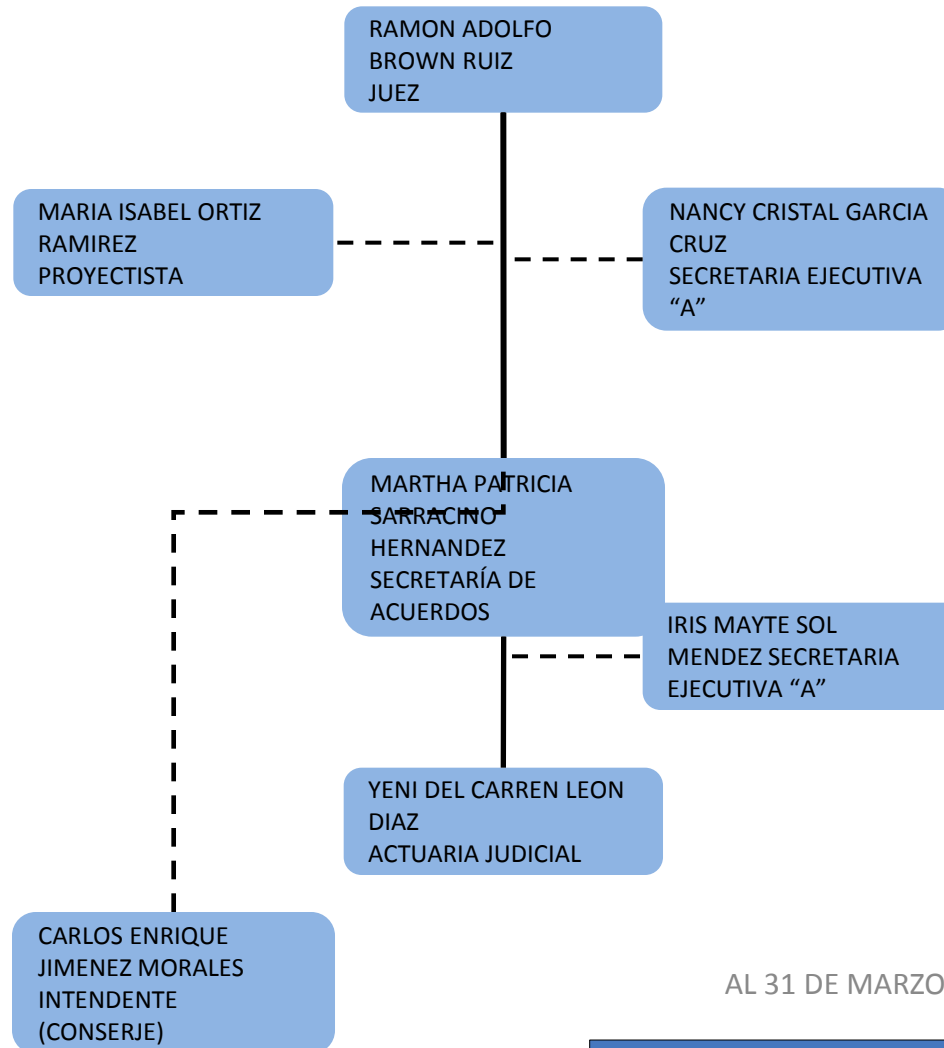 RAMON ADOLFO
BROWN RUIZ
JUEZ
MARIA ISABEL ORTIZ
RAMIREZ
PROYECTISTA
NANCY CRISTAL GARCIA
CRUZ
SECRETARIA EJECUTIVA
“A”
MARTHA PATRICIA
SARRACINO
HERNANDEZ
SECRETARÍA DE
ACUERDOS
IRIS MAYTE SOL
MENDEZ SECRETARIA
EJECUTIVA “A”
YENI DEL CARREN LEON
DIAZ
ACTUARIA JUDICIAL
CARLOS ENRIQUE
JIMENEZ MORALES
INTENDENTE
(CONSERJE)
AL 31 DE MARZO